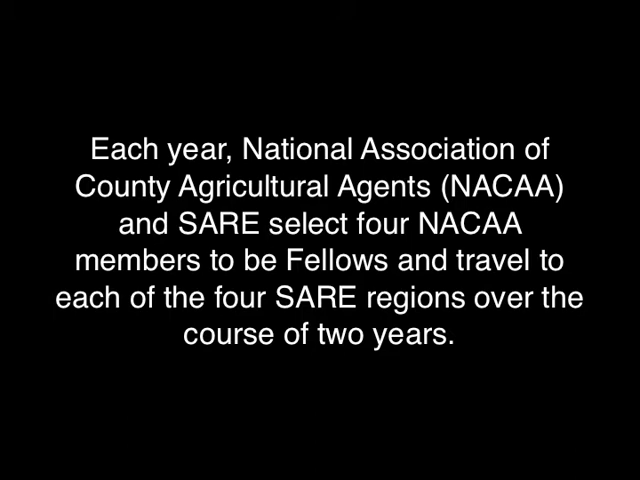 Each year, National Association of
County Agricultural Agents (NACAA)
and SARE select four NACAA
members to be Fellows and travel to
each of the four SARE regions over the
course of two years.